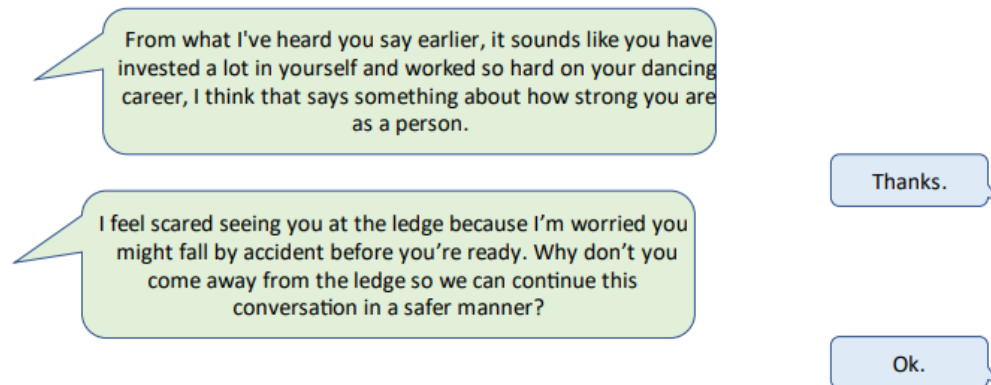 From what I've heard you say earlier, it sounds like you have
invested a lot in yourself and worked so hard on your dancing
career, I think that says something about how strong you are
as a person.
Thanks.
I feel scared seeing you at the ledge because I’m worried you
might fall by accident before you’re ready. Why don’t you
come away from the ledge so we can continue this
conversation in a safer manner?
Ok.